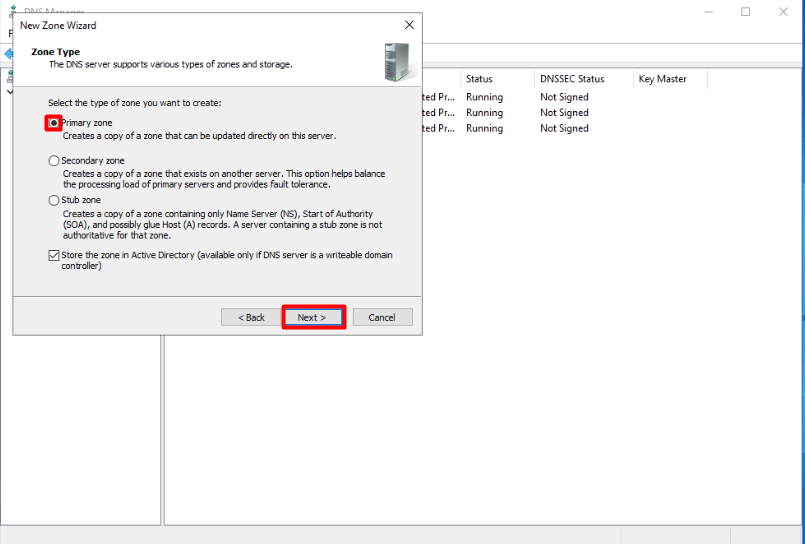 DNS Manager
New Zone Wizard
Zone Type
The DNS server supports various types of zones and storage.
Select the type of zone you want to create:
Primary zone
Creates a copy of a zone that can be updated directly on this server.
Secondary zone
Creates a copy of a zone that exists on another server. This option helps balance
the processing load of primary servers and provides fault tolerance.
Stub zone
Creates a copy of a zone containing only Name Server (NS), Start of Authority
(SOA), and possibly glue Host (A) records. A server containing a stub zone is not
authoritative for that zone.
Store the zone in Active Directory (available only if DNS server is a writeable domain
controller)
< Back Next > Cancel
Status DNSSEC Status Key Master
ted Pr... Running Not Signed
ted Pr... Running Not Signed
ted Pr... Running Not Signed